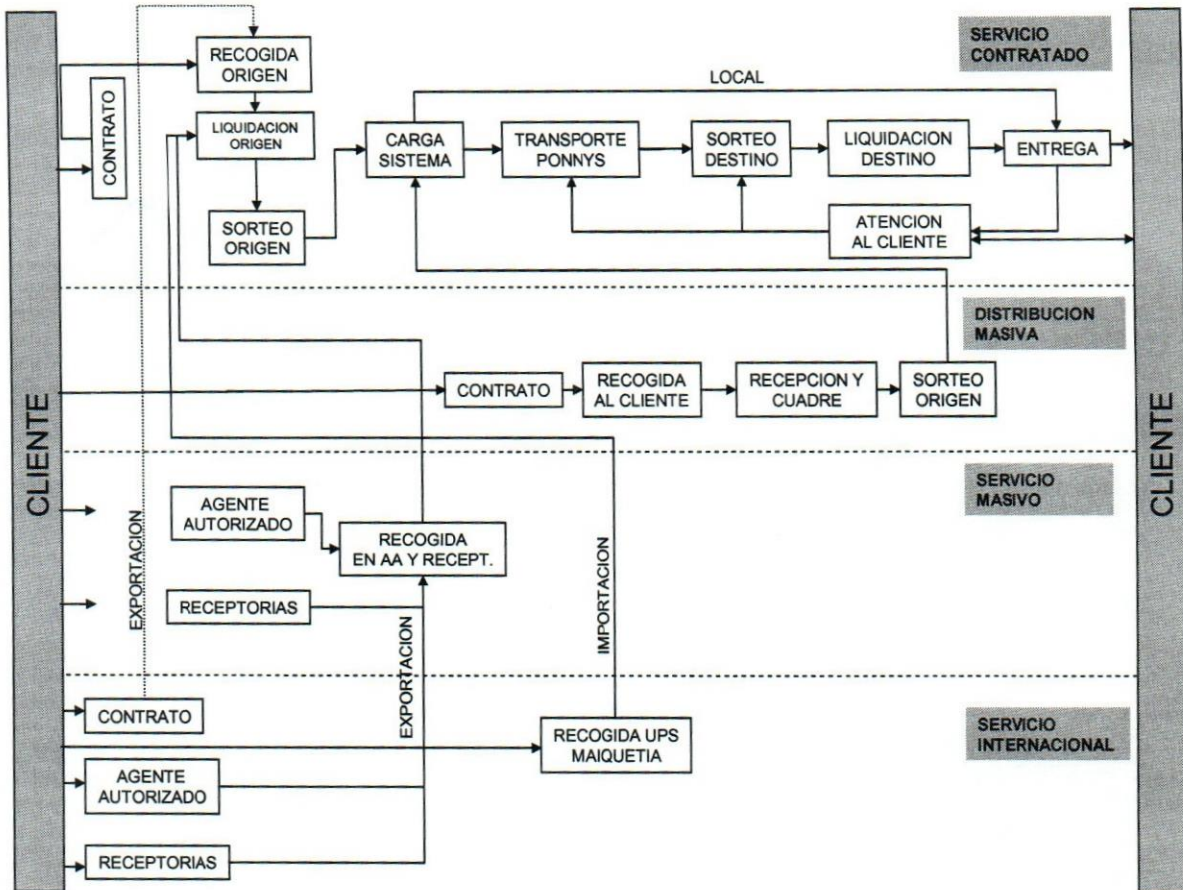 CLIENTE
SERVICIO
CONTRATADO
RECOGIDA
ORIGEN
CONTRATO
LIQUIDACION
ORIGEN
SORTEO
ORIGEN
LOCAL
CARGA
SISTEMA
TRANSPORTE
PONNYS
SORTEO
DESTINO
LIQUIDACION
DESTINO
ENTREGA
ATENCION
AL CLIENTE
DISTRIBUCION
MASIVA
CONTRATO
RECOGIDA
AL CLIENTE
RECEPCION Y
CUADRE
SORTEO
ORIGEN
SERVICIO
MASIVO
AGENTE
AUTORIZADO
RECOGIDA
EN AA Y RECEPT.
RECEPTORIAS
EXPORTACION
EXPORTACION
IMPORTACION
SERVICIO
INTERNACIONAL
CONTRATO
RECOGIDA UPS
MAIQUETIA
AGENTE
AUTORIZADO
RECEPTORIAS
CLIENTE